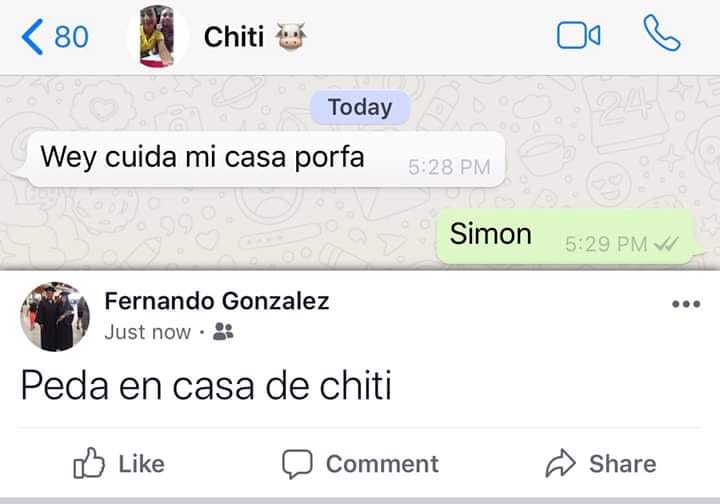 80 Chiti 🐮
Today
Wey cuida mi casa porfa 5:28 PM
Simon 5:29 PM
Fernando Gonzalez
Just now ·
Peda en casa de chiti
Like Comment Share